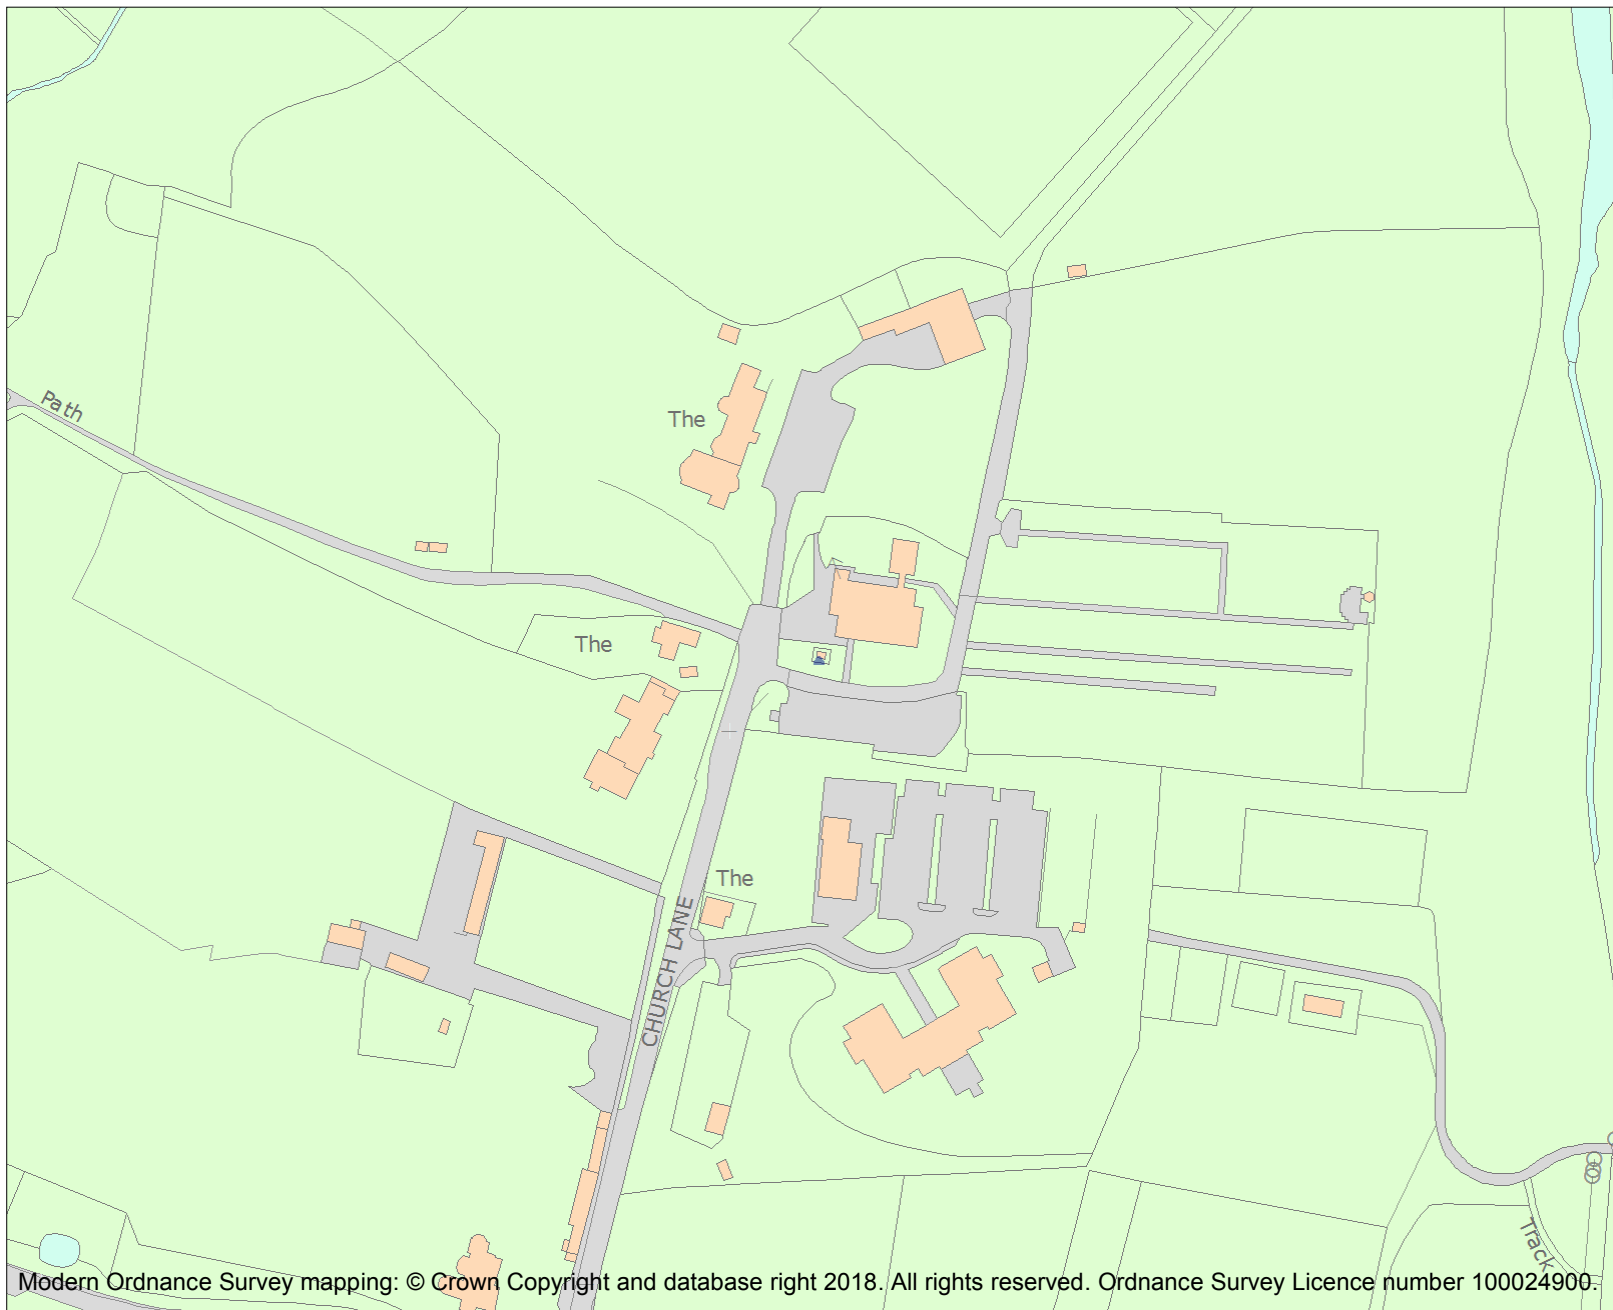 Path
The
The
The
CHURCH LANE
Track
Modern Ordnance Survey mapping: © Crown Copyright and database right 2018. All rights reserved. Ordnance Survey Licence number 100024900.